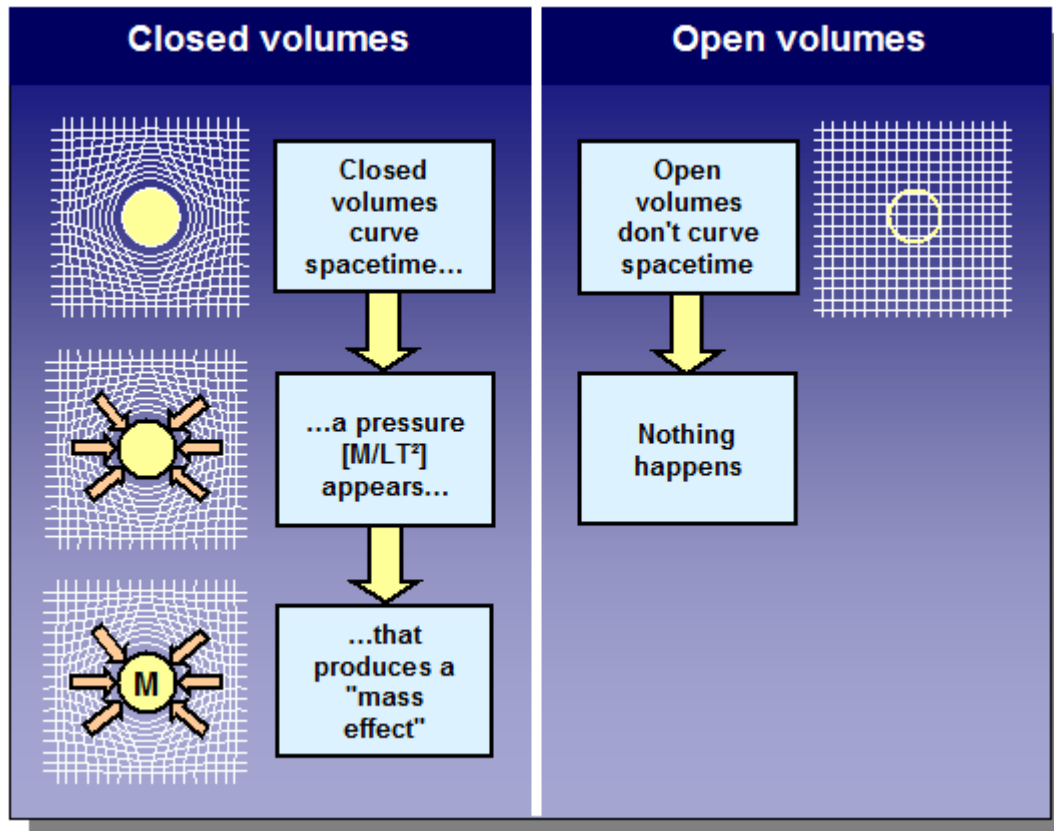 Closed volumes
Closed
volumes
curve
spacetime...
...a pressure
[M/LT²]
appears...
M
...that
produces a
"mass
effect"
Open volumes
Open
volumes
don't curve
spacetime
Nothing
happens